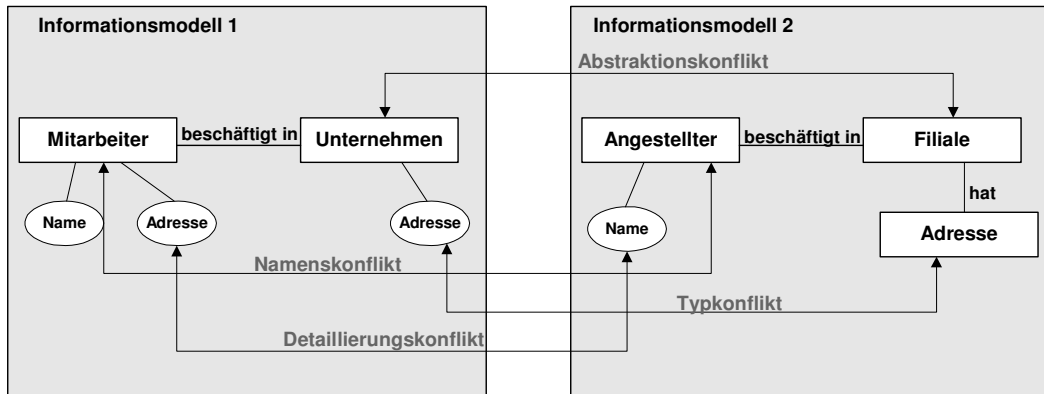 Informationsmodell 1
Informationsmodell 2
Abstraktionskonflikt
Mitarbeiter
beschäftigt in
Unternehmen
Angestellter
beschäftigt in
Filiale
hat
Name
Adresse
Adresse
Name
Adresse
Namenskonflikt
Typkonflikt
Detaillierungskonflikt